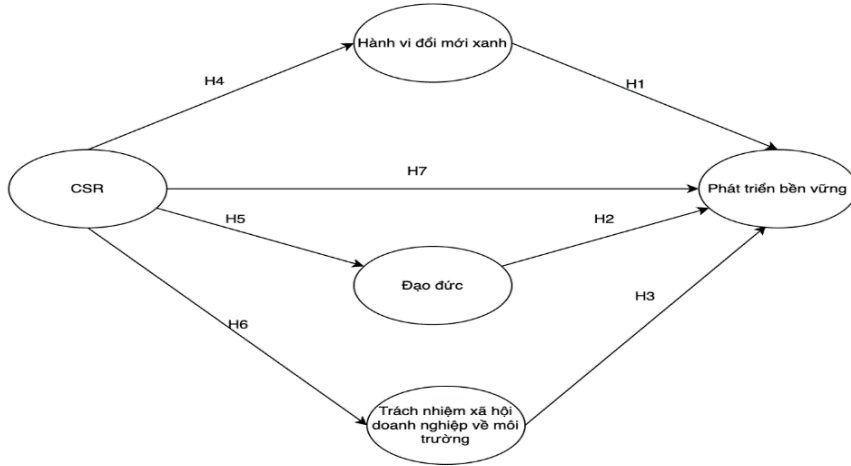 Hành vi đổi mới xanh
H4
H1
CSR
H7
Phát triển bền vững
H5
H2
Đạo đức
H6
H3
Trách nhiệm xã hội
doanh nghiệp về môi
trường